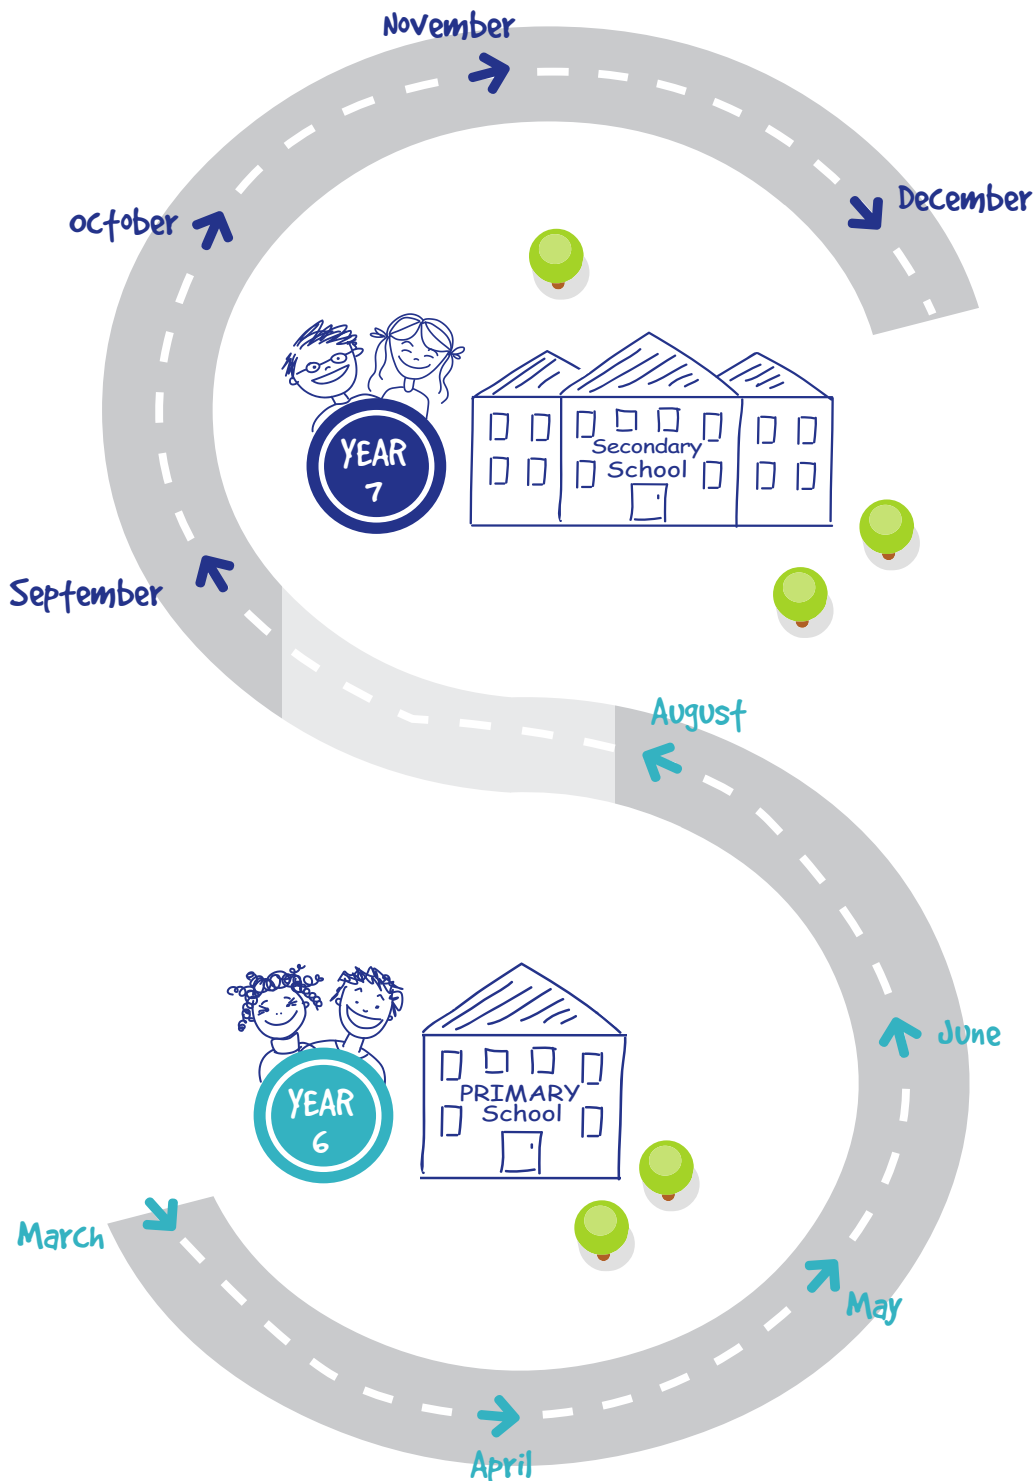 November
December
October
YEAR
7
Secondary
School
September
August
June
YEAR
6
PRIMARY
School
March
May
April